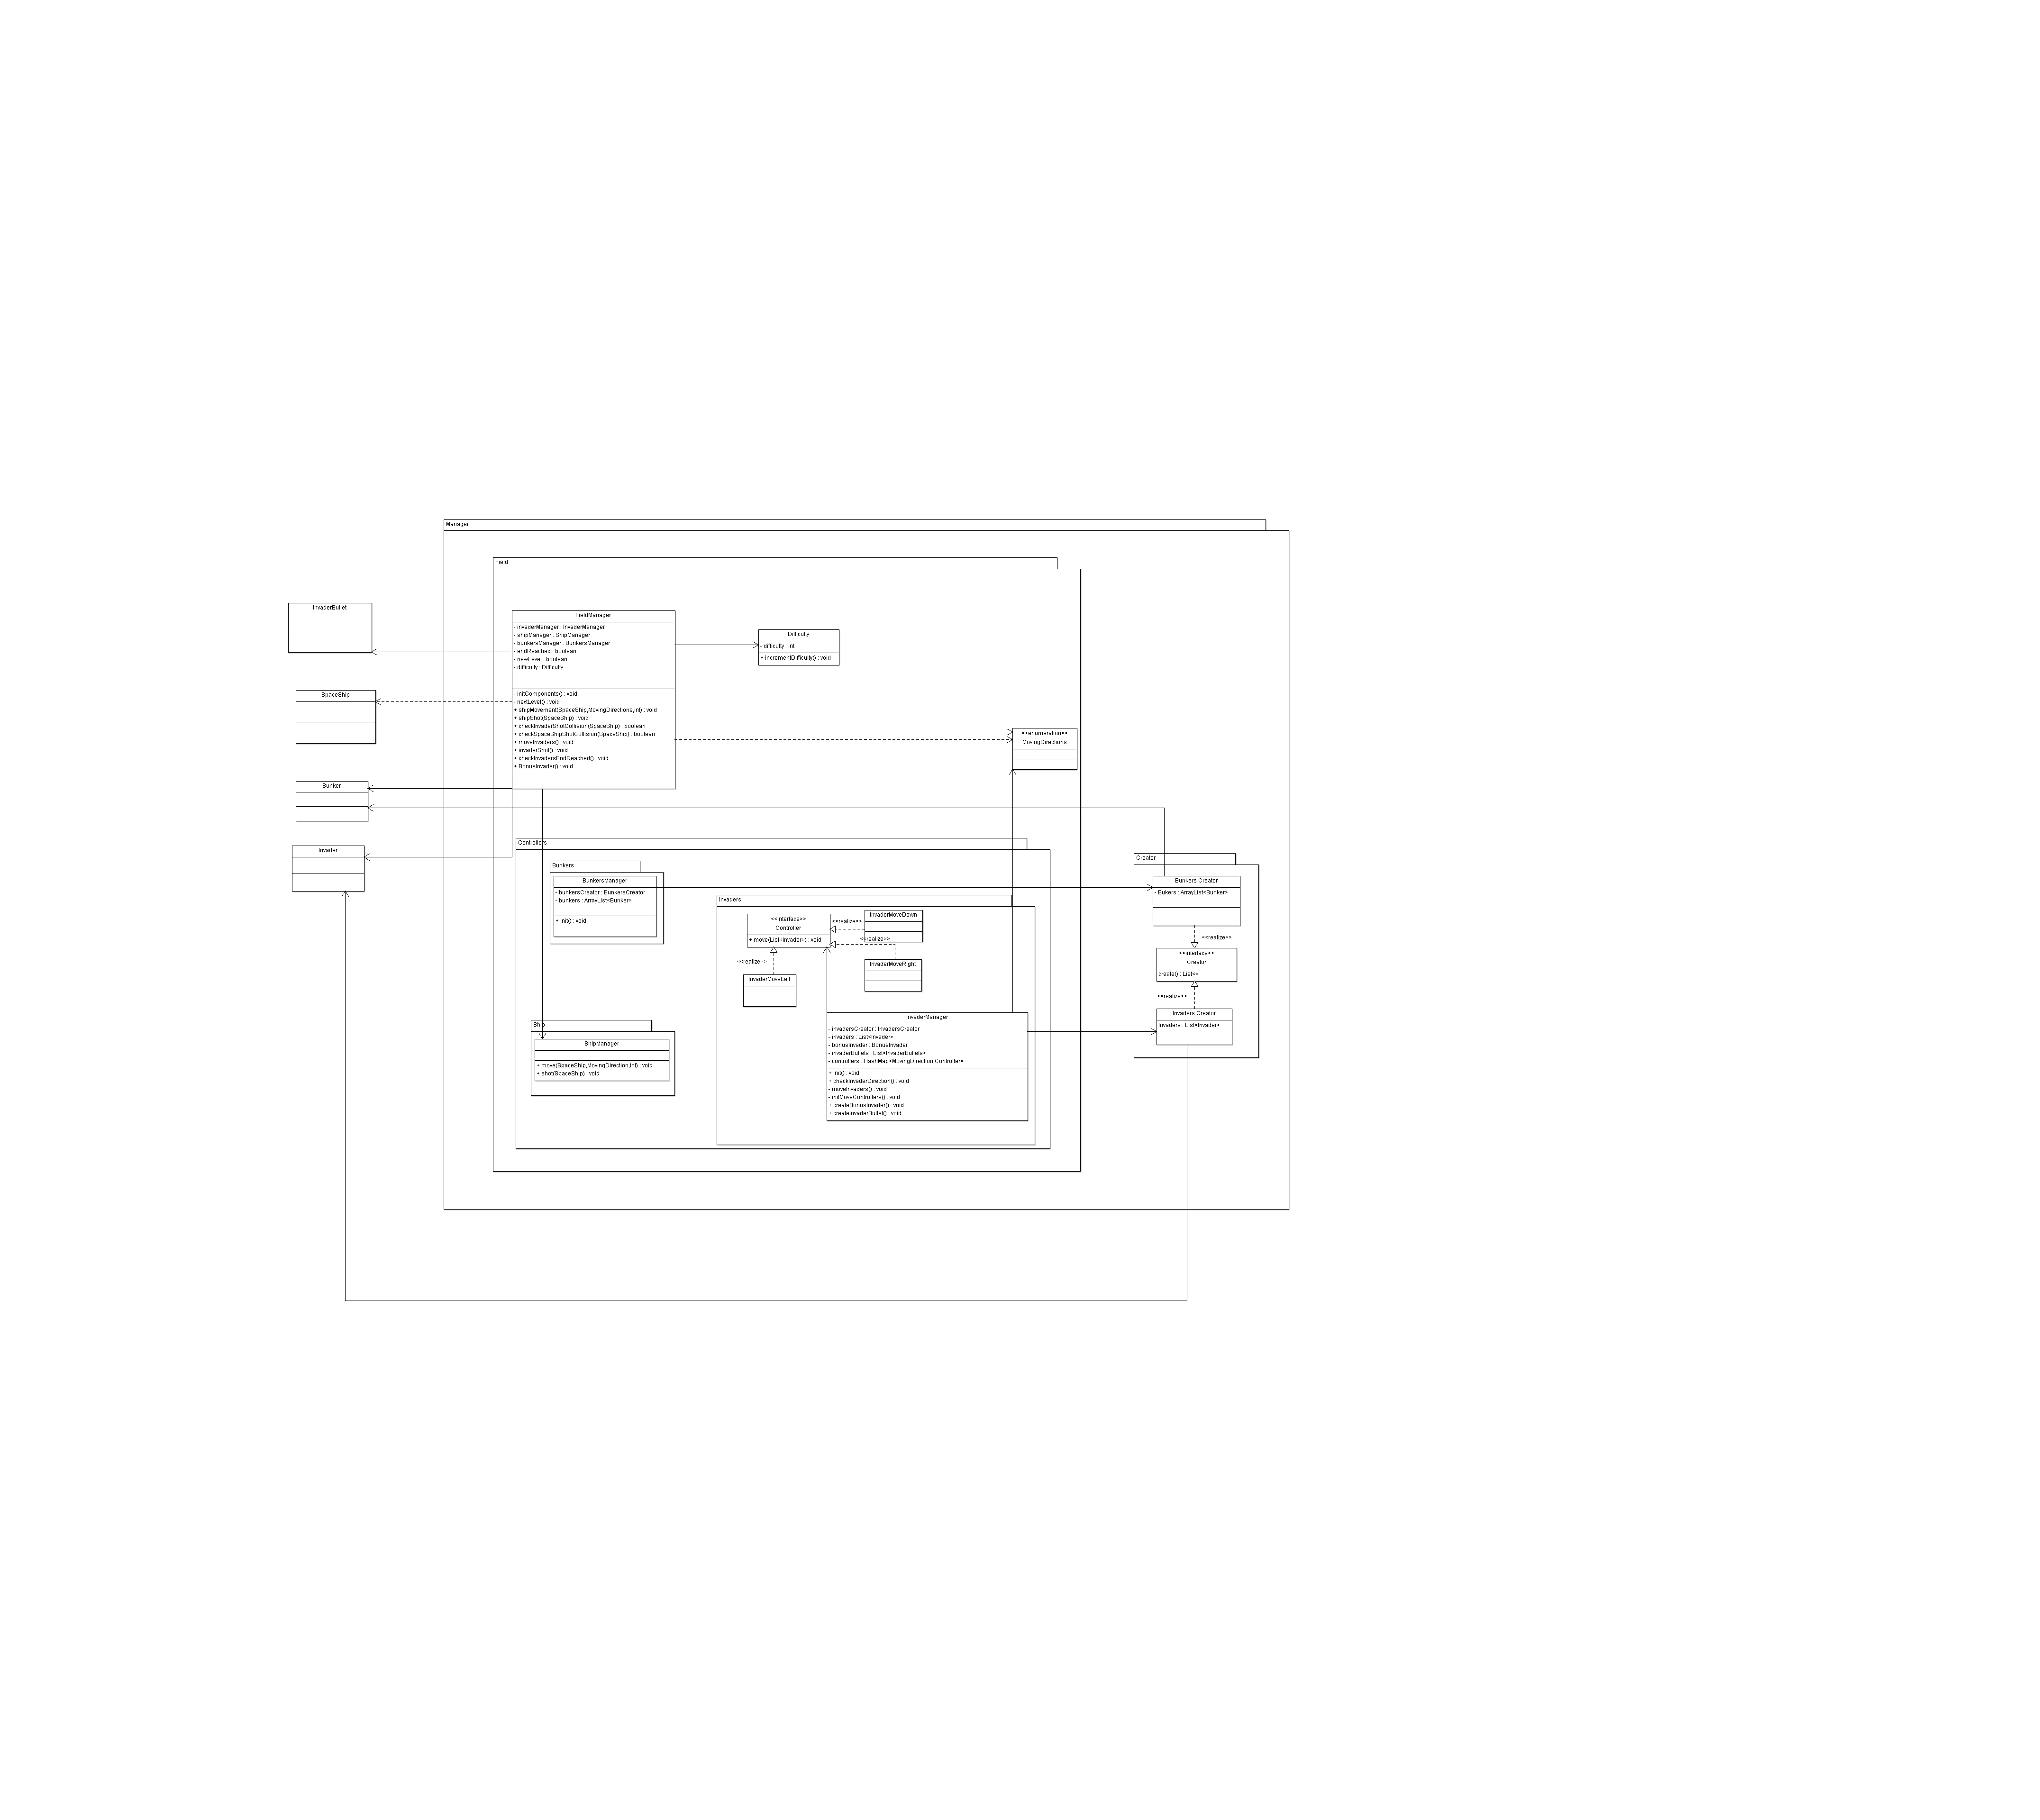 Manager
Field
InvaderBullet
FieldManager
- invaderManager : InvaderManager
- shipManager : ShipManager
- bunkersManager : BunkersManager
- endReached : boolean
- newLevel : boolean
- difficulty : Difficulty
- initComponents() : void
- nextLevel() : void
+ shipMovement(SpaceShip,MovingDirections,int) : void
+ shipShot(SpaceShip) : void
+ checkInvaderShotCollision(SpaceShip) : boolean
+ checkSpaceShipShotCollision(SpaceShip) : boolean
+ moveInvaders() : void
+ invaderShot() : void
+ checkInvadersEndReached() : void
+ BonusInvader() : void
Difficulty
- difficulty : int
+ incrementDifficulty() : void
SpaceShip
<<enumeration>>
MovingDirections
Bunker
Invader
Controllers
Bunkers
BunkersManager
- bunkersCreator : BunkersCreator
- bunkers : ArrayList<Bunker>
+ init() : void
Invaders
<<interface>>
Controller
+ move(List<Invader>) : void
<<realize>>
InvaderMoveDown
<<realize>>
InvaderMoveRight
<<realize>>
InvaderMoveLeft
Ship
ShipManager
+ move(SpaceShip,MovingDirection,int) : void
+ shot(SpaceShip) : void
InvaderManager
- invadersCreator : InvadersCreator
- invaders : List<Invader>
- bonusInvader : BonusInvader
- invaderBullets : List<InvaderBullets>
- controllers : HashMap<MovingDirection.Controller>
+ init() : void
+ checkInvaderDirection() : void
- moveInvaders() : void
- initMoveControllers() : void
+ createBonusInvader() : void
+ createInvaderBullet() : void
Creator
Bunkers Creator
- Bukers : ArrayList<Bunker>
<<realize>>
<<interface>>
Creator
create() : List<>
<<realize>>
Invaders Creator
Invaders : List<Invader>